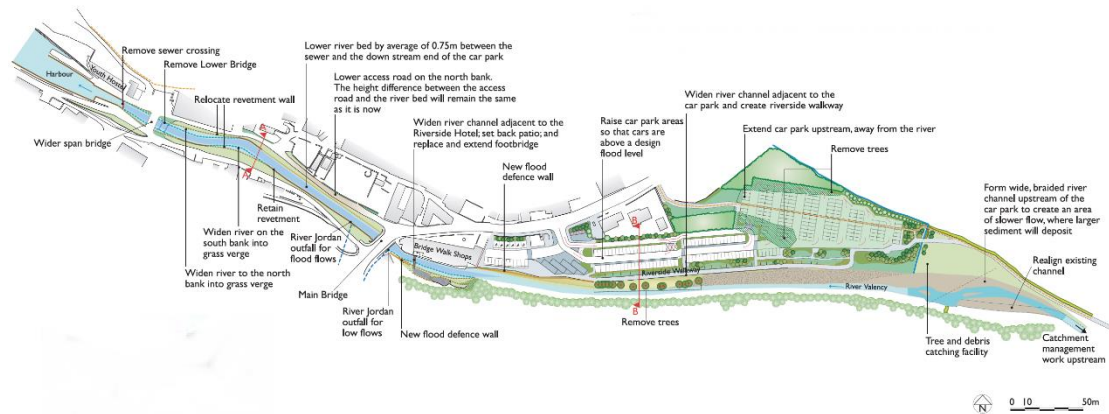 Remove sewer crossing
Remove Lower Bridge
Youth Hostel
Harbour
Relocate revetment wall
Wider span bridge
Lower river bed by average of 0.75m between the
sewer and the down stream end of the car park
Lower access road on the north bank.
The height difference between the access
road and the river bed will remain the same
as it is now
Widen river channel adjacent to the
Riverside Hotel; set back patio; and
replace and extend footbridge
New flood
defence wall
Raise car park areas
so that cars are
above a design
flood level
Widen river channel adjacent to the
car park and create riverside walkway
Extend car park upstream, away from the river
Remove trees
Form wide, braided river
channel upstream of the
car park to create an area
of slower flow, where larger
sediment will deposit
Realign existing
channel
Retain
revetment
Widen river on the
south bank into
grass verge
Widen river to the north
bank into grass verge
River Jordan
outfall for
flood flows
Main Bridge
Bridge Walk Shops
River Jordan
outfall for
low flows
New flood defence wall
Riverside Walkway
B
B
Remove trees
River Valency
Tree and debris
catching facility
Catchment
management
work upstream
N
0 10 50m